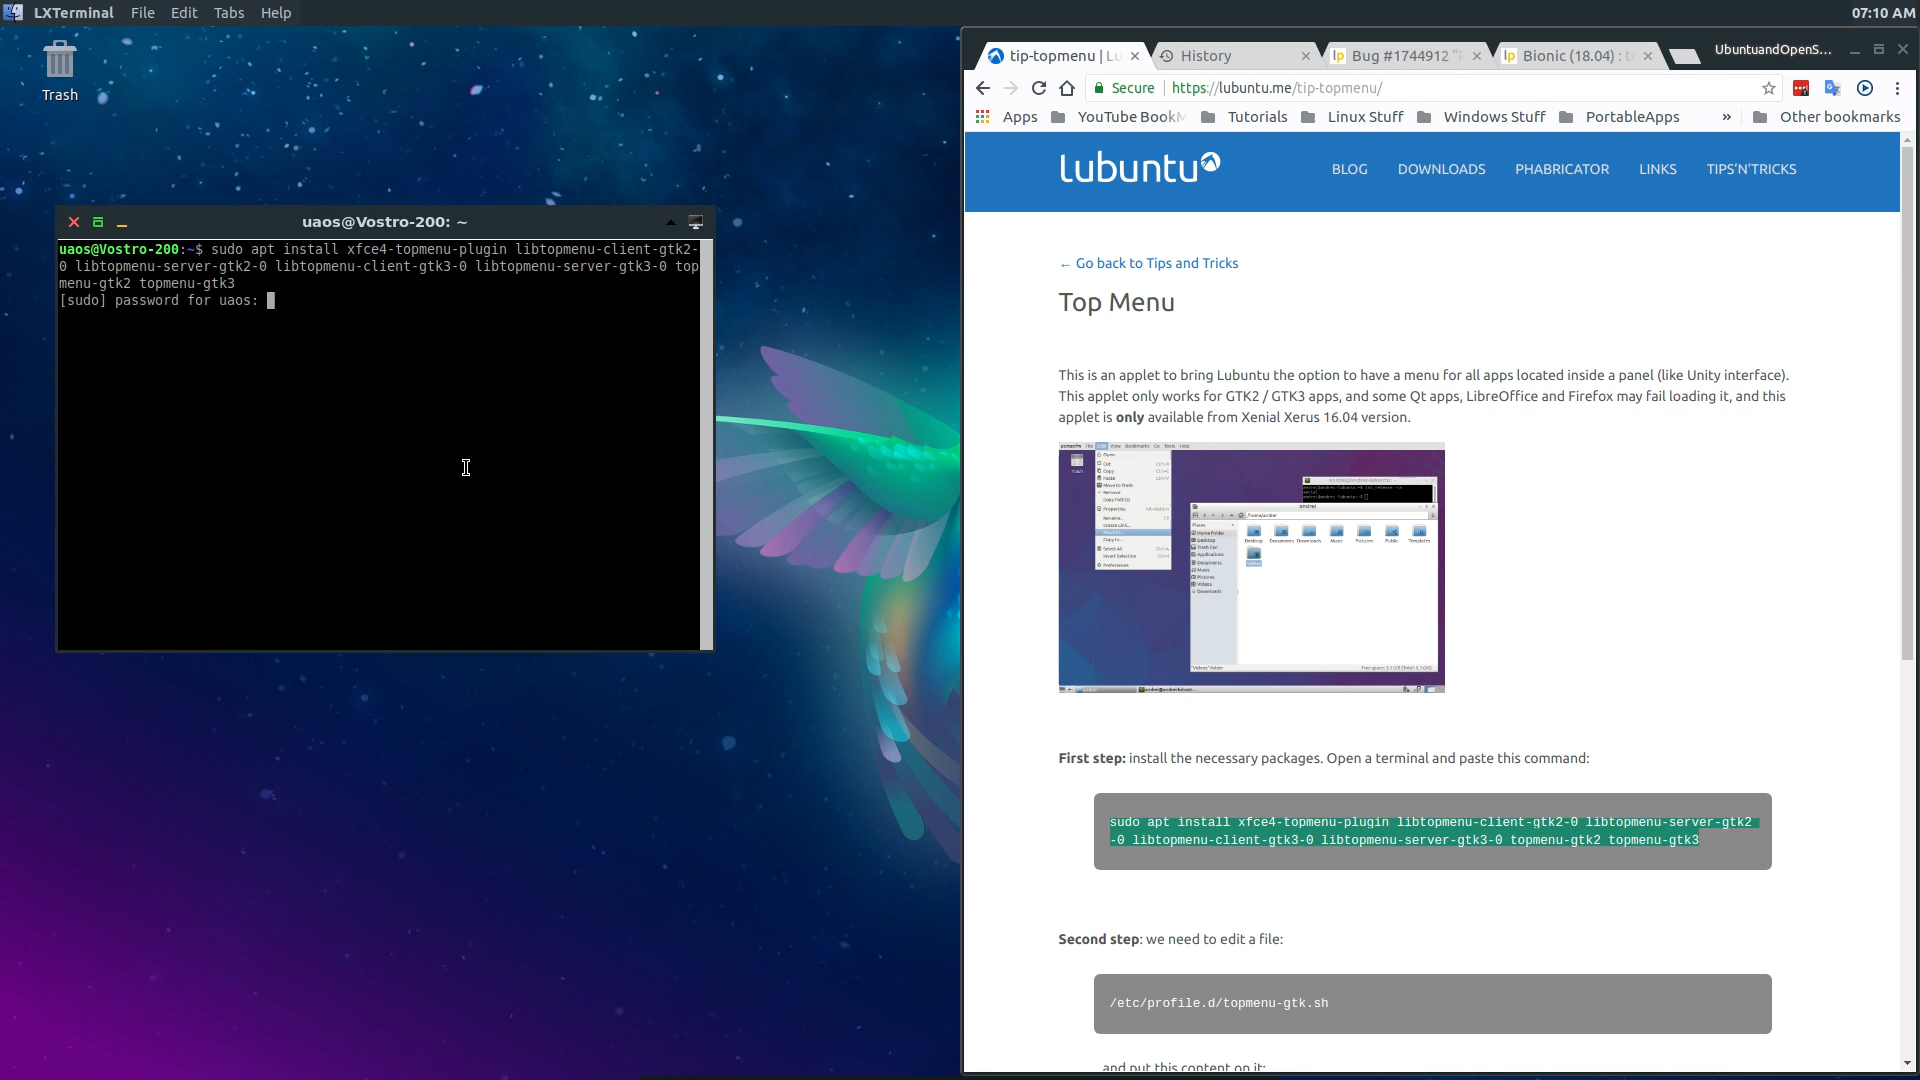 LXTerminal File Edit Tabs Help
07:10 AM
Trash
uaos@Vostro-200: ~
uaos@Vostro-200:~$ sudo apt install xfce4-topmenu-plugin libtopmenu-client-gtk2-
0 libtopmenu-server-gtk2-0 libtopmenu-client-gtk3-0 libtopmenu-server-gtk3-0 top
menu-gtk2 topmenu-gtk3
[sudo] password for uaos:
tip-topmenu | Lu
History
Bug #1744912 "
Bionic (18.04) : t
UbuntuandOpenS...
Secure https://lubuntu.me/tip-topmenu/
Apps YouTube BookM Tutorials Linux Stuff Windows Stuff PortableApps » Other bookmarks
lubuntu
BLOG DOWNLOADS PHABRICATOR LINKS TIPS'N'TRICKS
← Go back to Tips and Tricks
Top Menu
This is an applet to bring Lubuntu the option to have a menu for all apps located inside a panel (like Unity interface).
This applet only works for GTK2 / GTK3 apps, and some Qt apps, LibreOffice and Firefox may fail loading it, and this
applet is only available from Xenial Xerus 16.04 version.
First step: install the necessary packages. Open a terminal and paste this command:
sudo apt install xfce4-topmenu-plugin libtopmenu-client-gtk2-0 libtopmenu-server-gtk2
-0 libtopmenu-client-gtk3-0 libtopmenu-server-gtk3-0 topmenu-gtk2 topmenu-gtk3
Second step: we need to edit a file:
/etc/profile.d/topmenu-gtk.sh
and put this content on it: